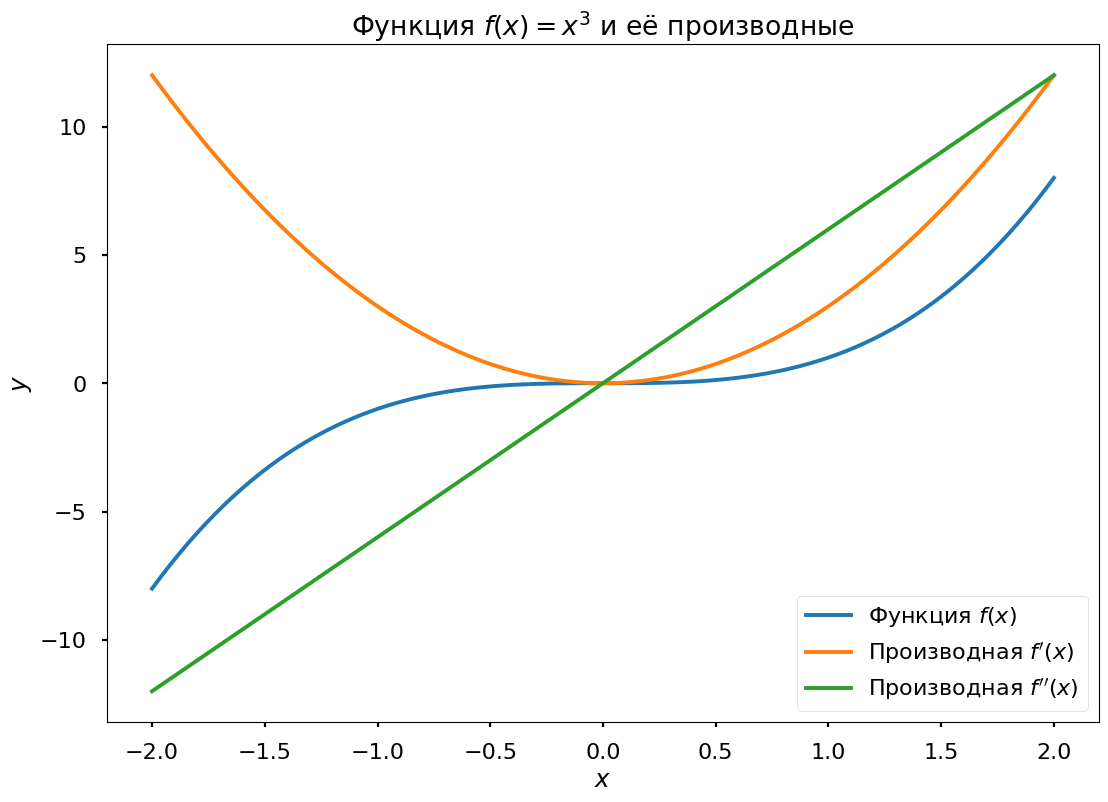 Функция $f(x) = x^3$ и её производные
y
10
5
0
−5
−10
Функция $f(x)$
Производная $f'(x)$
Производная $f''(x)$
−2.0 −1.5 −1.0 −0.5 0.0 0.5 1.0 1.5 2.0
x